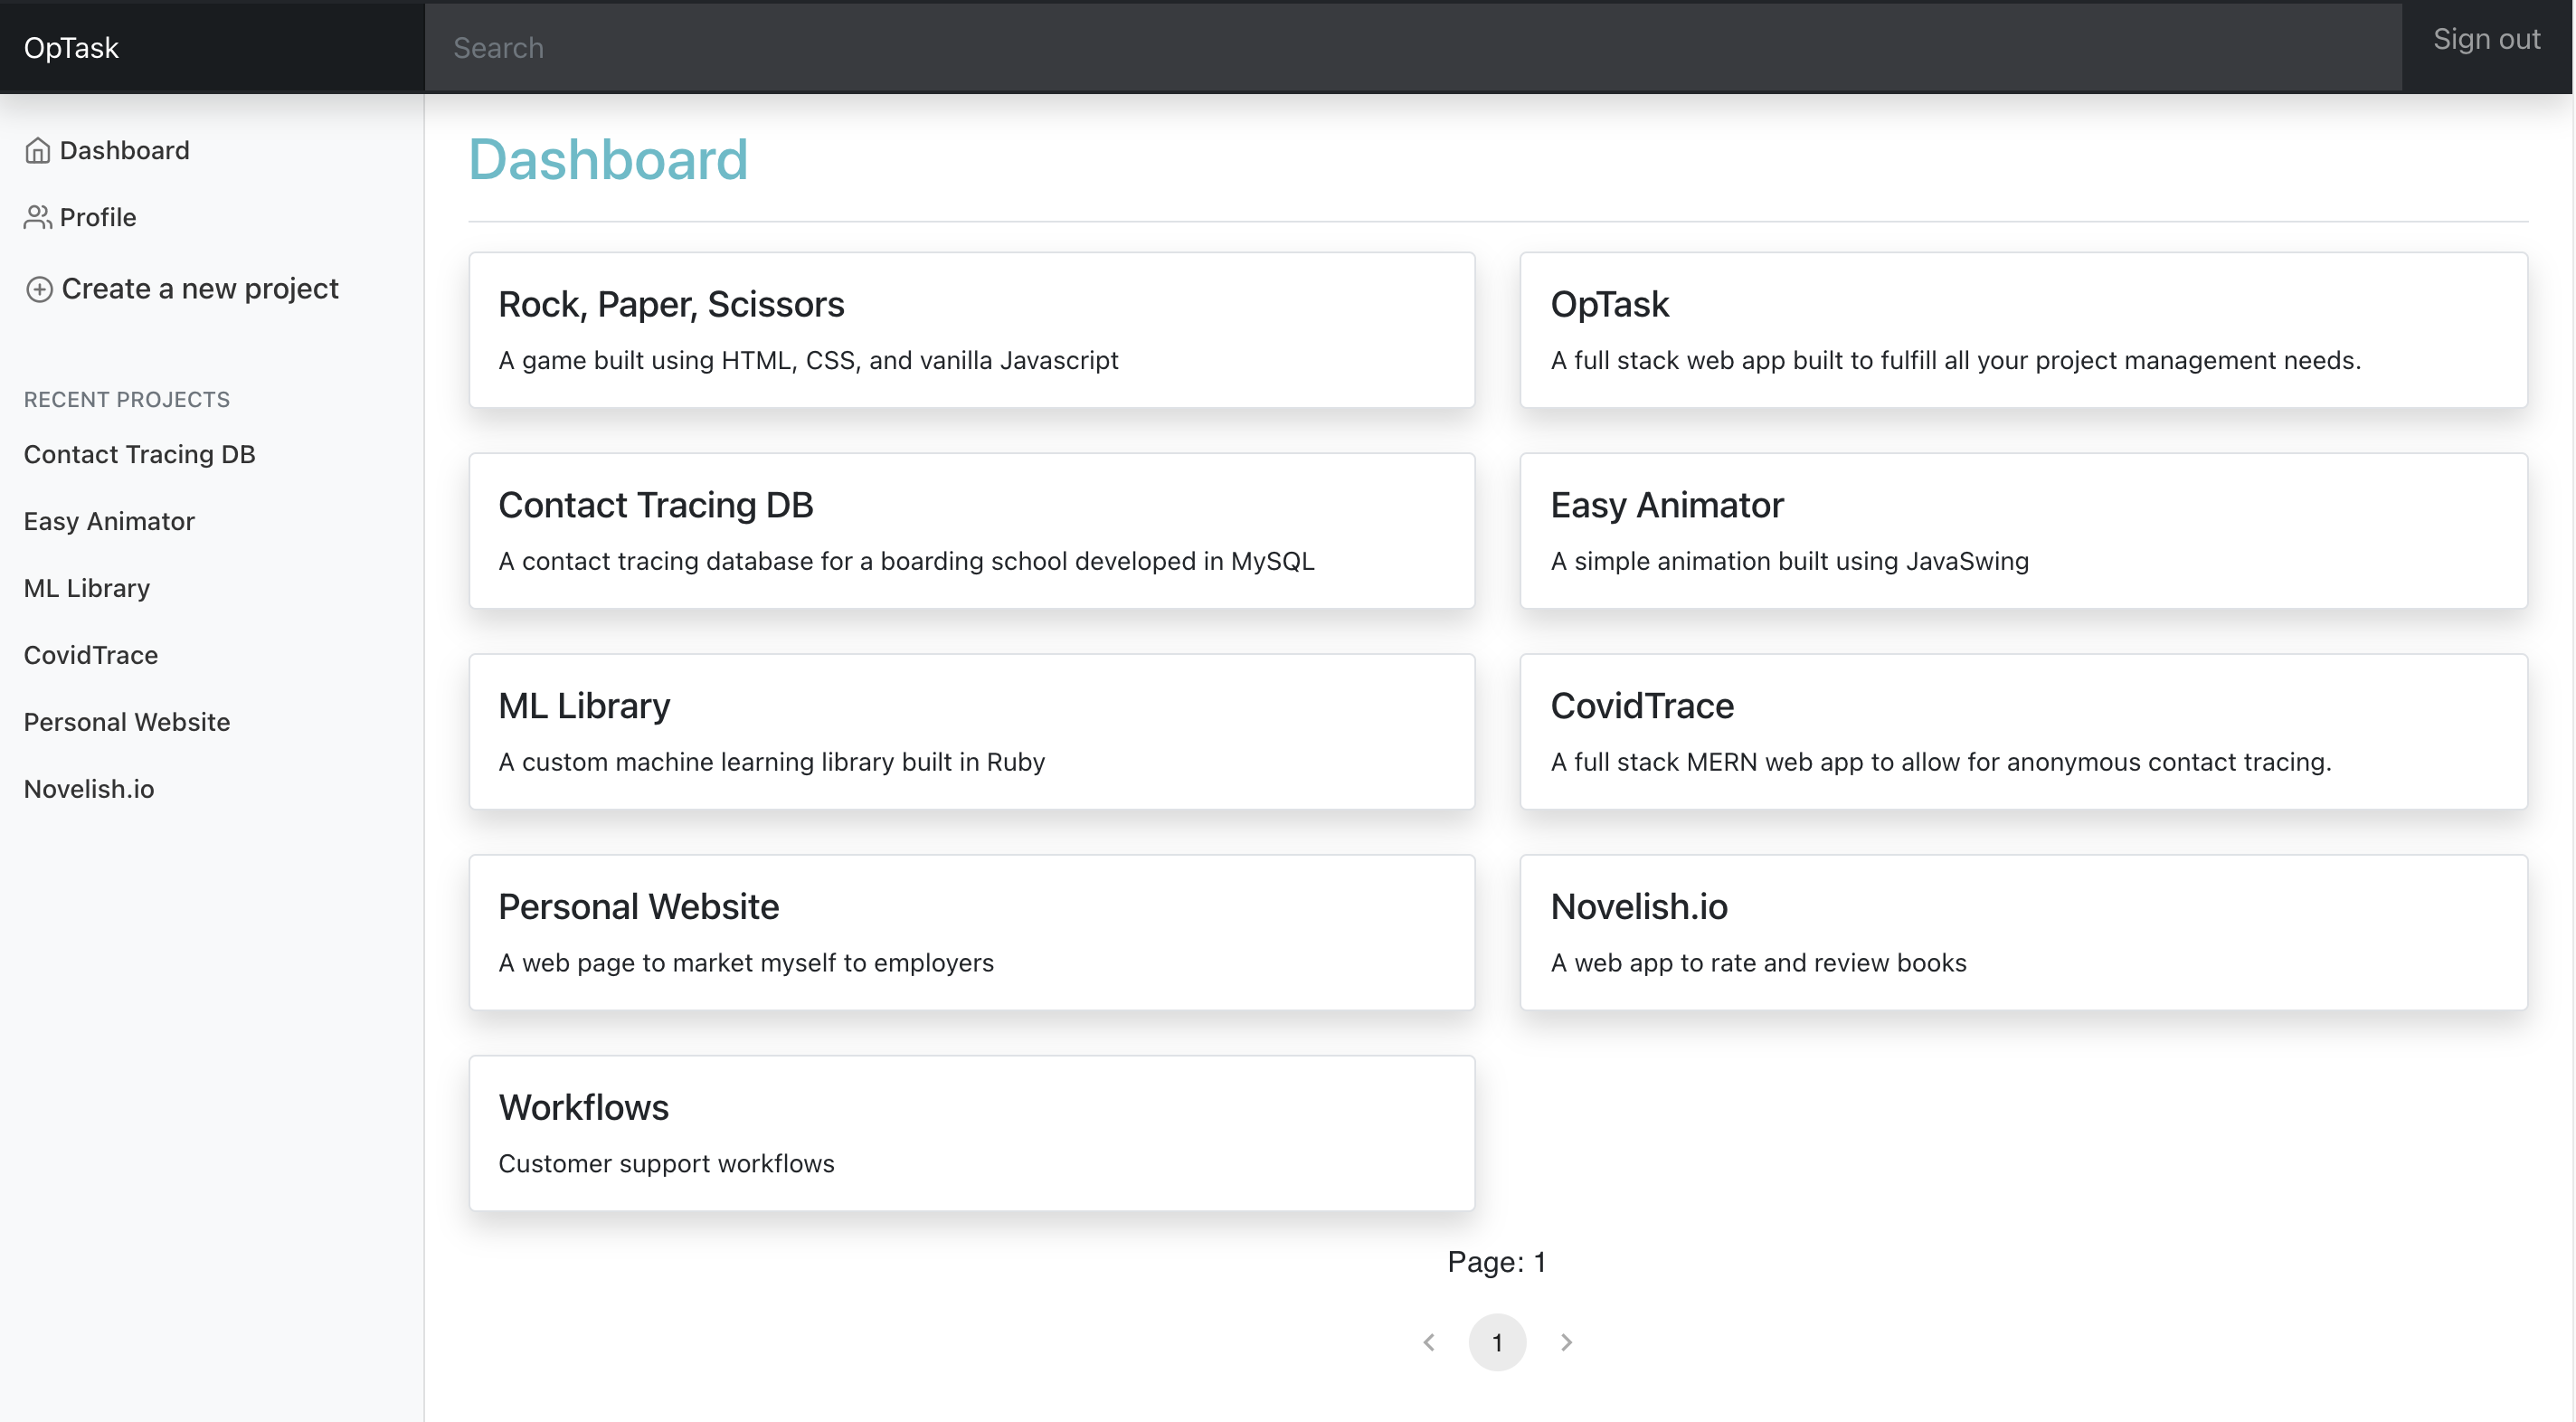 OpTask
Search
Sign out
Dashboard
Profile
Create a new project
RECENT PROJECTS
Contact Tracing DB
Easy Animator
ML Library
CovidTrace
Personal Website
Novelish.io
Dashboard
Rock, Paper, Scissors
A game built using HTML, CSS, and vanilla Javascript
OpTask
A full stack web app built to fulfill all your project management needs.
Contact Tracing DB
A contact tracing database for a boarding school developed in MySQL
Easy Animator
A simple animation built using JavaSwing
ML Library
A custom machine learning library built in Ruby
CovidTrace
A full stack MERN web app to allow for anonymous contact tracing.
Personal Website
A web page to market myself to employers
Novelish.io
A web app to rate and review books
Workflows
Customer support workflows
Page: 1
1